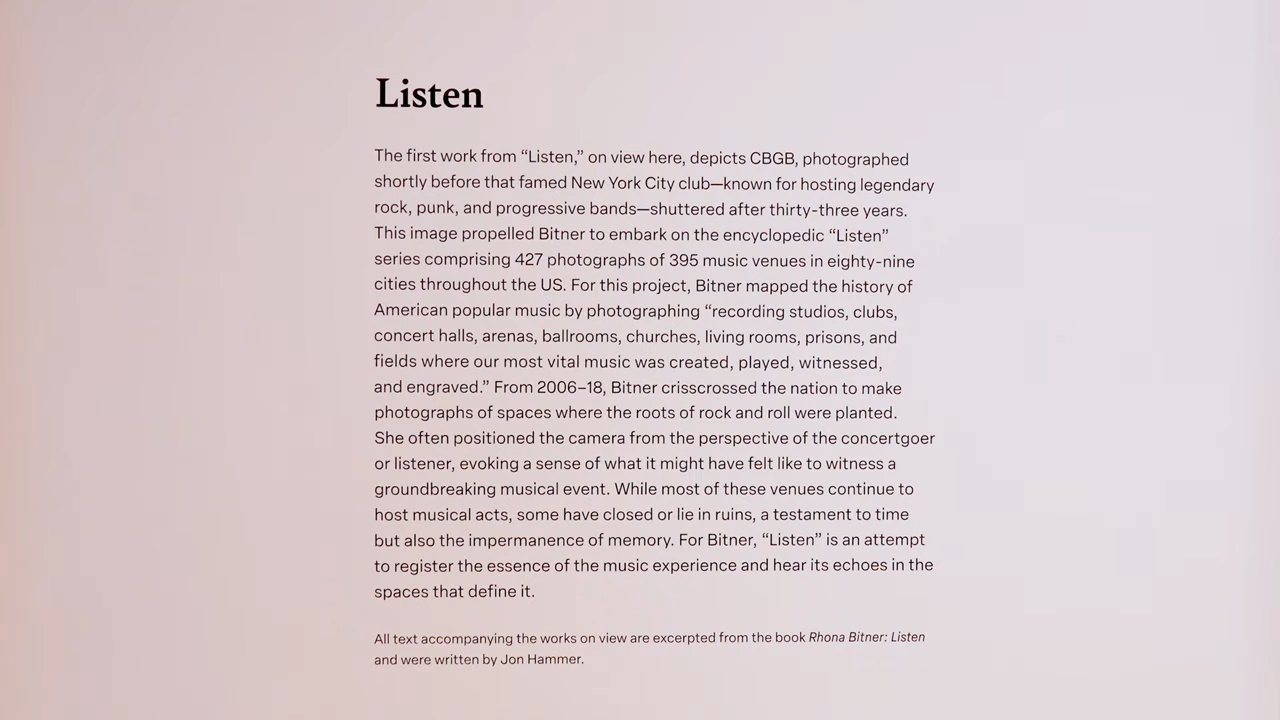 Listen
The first work from “Listen,” on view here, depicts CBGB, photographed
shortly before that famed New York City club—known for hosting legendary
rock, punk, and progressive bands—shuttered after thirty-three years.
This image propelled Bitner to embark on the encyclopedic “Listen”
series comprising 427 photographs of 395 music venues in eighty-nine
cities throughout the US. For this project, Bitner mapped the history of
American popular music by photographing “recording studios, clubs,
concert halls, arenas, ballrooms, churches, living rooms, prisons, and
fields where our most vital music was created, played, witnessed,
and engraved.” From 2006–18, Bitner crisscrossed the nation to make
photographs of spaces where the roots of rock and roll were planted.
She often positioned the camera from the perspective of the concertgoer
or listener, evoking a sense of what it might have felt like to witness a
groundbreaking musical event. While most of these venues continue to
host musical acts, some have closed or lie in ruins, a testament to time
but also the impermanence of memory. For Bitner, “Listen” is an attempt
to register the essence of the music experience and hear its echoes in the
spaces that define it.
All text accompanying the works on view are excerpted from the book Rhona Bitner: Listen
and were written by Jon Hammer.